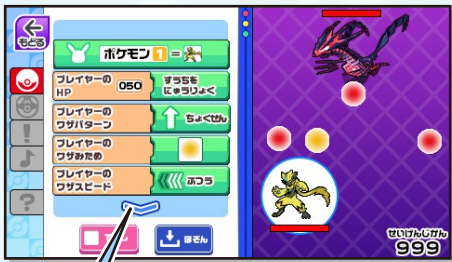 もどる
ポケモン 1 =
プレイヤーの
HP
050
すうちを
にゅうりょく
プレイヤーの
ワザパターン
ちょくせん
プレイヤーの
ワザみため
プレイヤーの
ワザスピード
ふつう
ほぞん
せいげんじかん
999